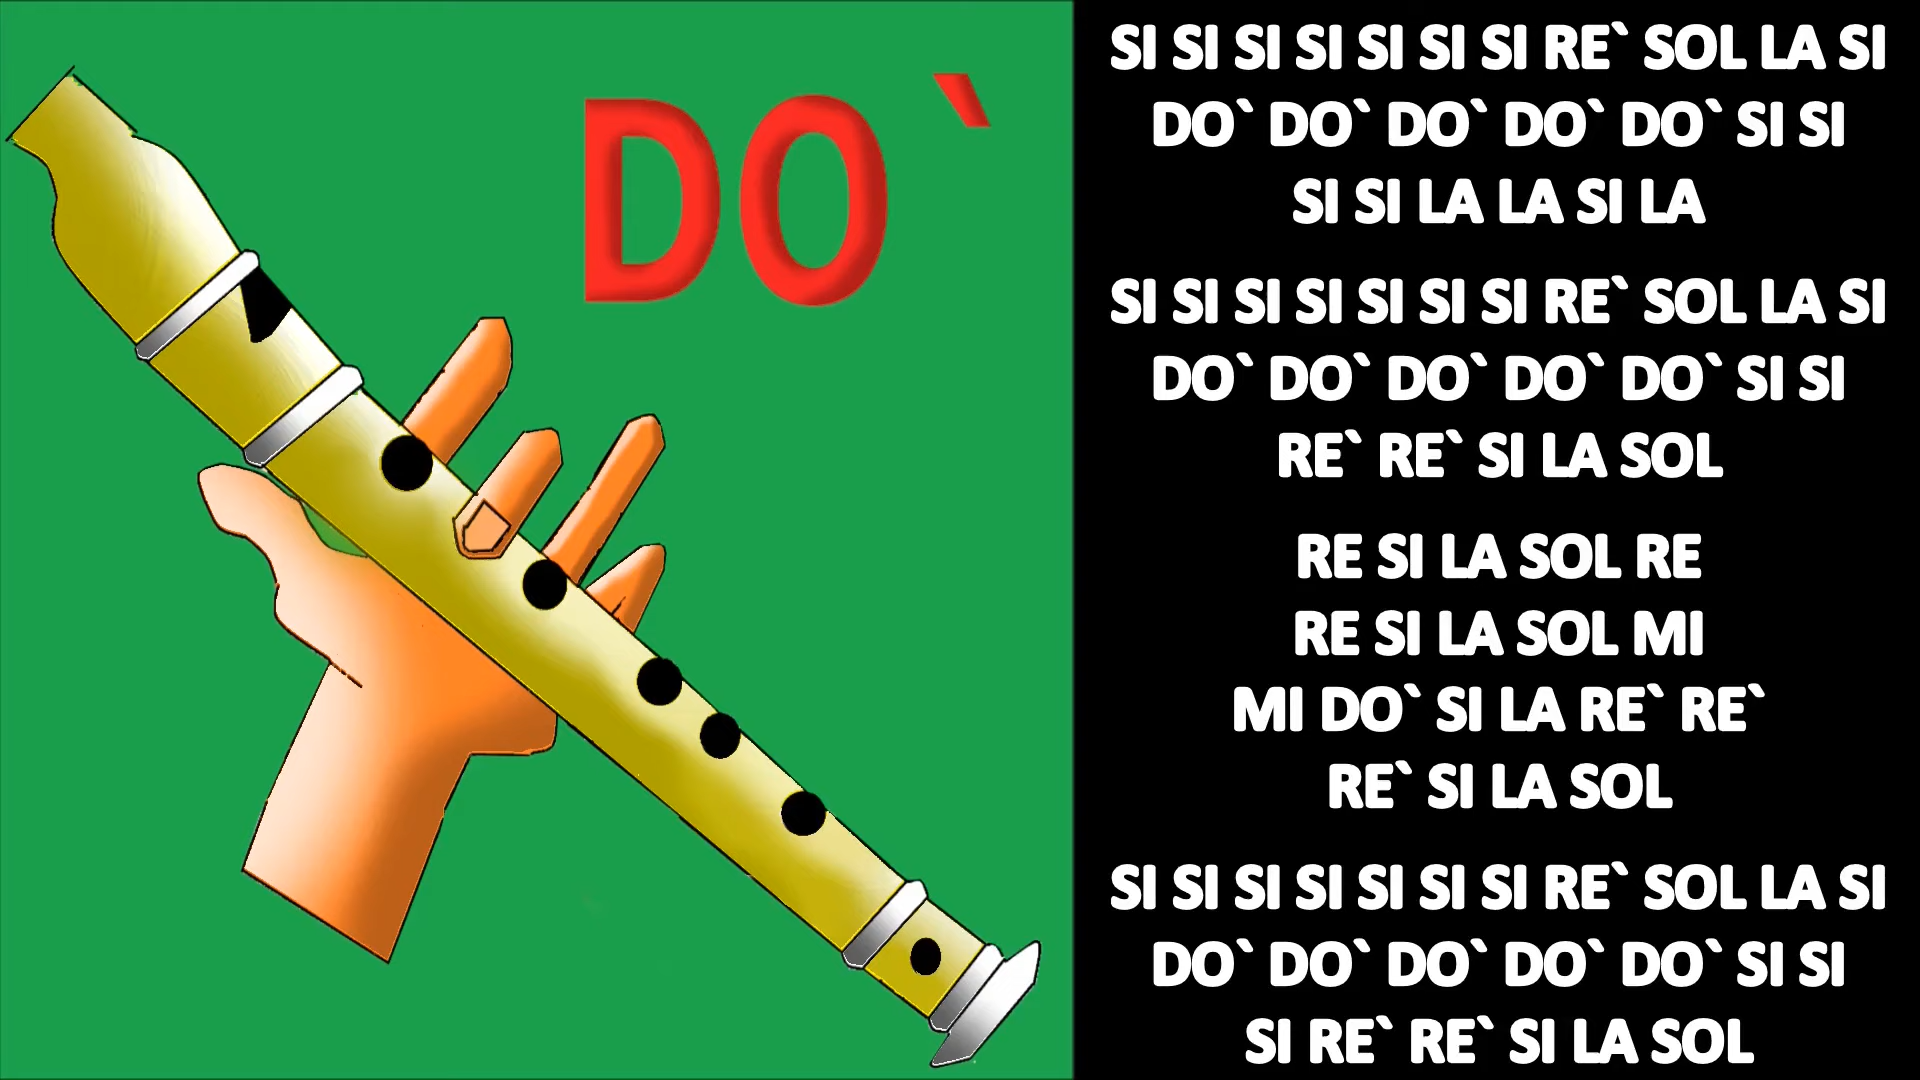 DO`
SI SI SI SI SI SI SI RE` SOL LA SI
DO` DO` DO` DO` DO` SI SI
SI SI LA LA SI LA
SI SI SI SI SI SI SI RE` SOL LA SI
DO` DO` DO` DO` DO` SI SI
RE` RE` SI LA SOL
RE SI LA SOL RE
RE SI LA SOL MI
MI DO` SI LA RE` RE`
RE` SI LA SOL
SI SI SI SI SI SI SI RE` SOL LA SI
DO` DO` DO` DO` DO` SI SI
SI RE` RE` SI LA SOL